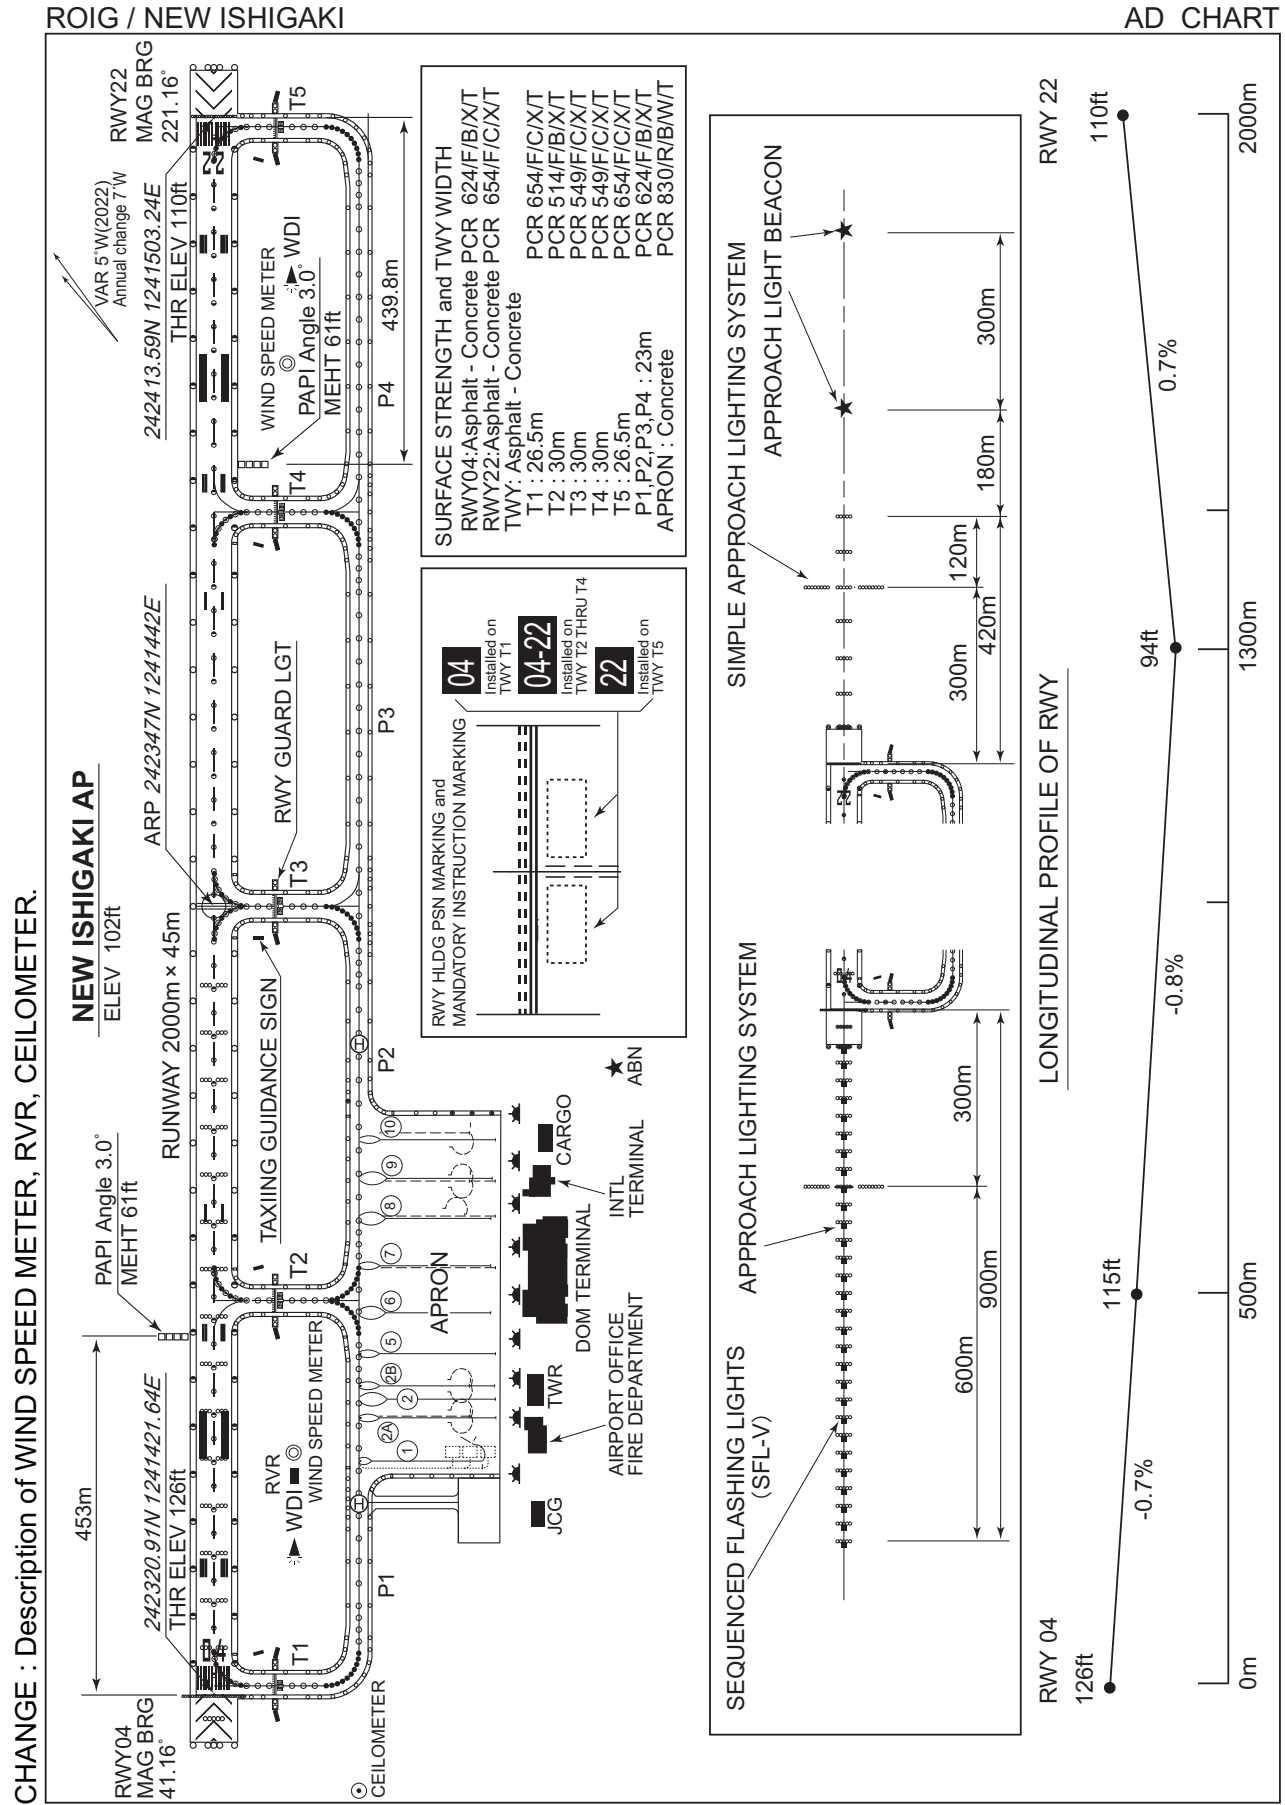 ROIG / NEW ISHIGAKI
AD CHART
CHANGE : Description of WIND SPEED METER, RVR, CEILOMETER.
NEW ISHIGAKI AP
ELEV 102ft
RUNWAY 2000m × 45m
ARP 242347N 1241442E
VAR 5°W(2022)
Annual change 7'W
RWY04
MAG BRG
41.16°
242320.91N 1241421.64E
THR ELEV 126ft
453m
PAPI Angle 3.0°
MEHT 61ft
RWY22
MAG BRG
221.16°
242413.59N 1241503.24E
THR ELEV 110ft
04
22
WIND SPEED METER
WDI
PAPI Angle 3.0°
MEHT 61ft
439.8m
RVR
WDI
WIND SPEED METER
TAXIING GUIDANCE SIGN
RWY GUARD LGT
T1
T2
T3
T4
T5
P1
P2
P3
P4
H
H
CEILOMETER
1
2A
2
2B
5
6
7
8
9
10
APRON
JCG
AIRPORT OFFICE
FIRE DEPARTMENT
TWR
DOM TERMINAL
INTL
TERMINAL
CARGO
ABN
RWY HLDG PSN MARKING and
MANDATORY INSTRUCTION MARKING
04
Installed on
TWY T1
04-22
Installed on
TWY T2 THRU T4
22
Installed on
TWY T5
SURFACE STRENGTH and TWY WIDTH
RWY04:Asphalt - Concrete PCR 624/F/B/X/T
RWY22:Asphalt - Concrete PCR 654/F/C/X/T
TWY: Asphalt - Concrete
T1 : 26.5m PCR 654/F/C/X/T
T2 : 30m PCR 514/F/B/X/T
T3 : 30m PCR 549/F/C/X/T
T4 : 30m PCR 549/F/C/X/T
T5 : 26.5m PCR 654/F/C/X/T
P1,P2,P3,P4 : 23m PCR 624/F/B/X/T
APRON : Concrete PCR 830/R/B/W/T
SEQUENCED FLASHING LIGHTS
(SFL-V)
APPROACH LIGHTING SYSTEM
04
600m
300m
900m
SIMPLE APPROACH LIGHTING SYSTEM
APPROACH LIGHT BEACON
22
300m
120m
420m
180m
300m
LONGITUDINAL PROFILE OF RWY
RWY 04
126ft
-0.7%
115ft
-0.8%
94ft
0.7%
RWY 22
110ft
0m
500m
1300m
2000m